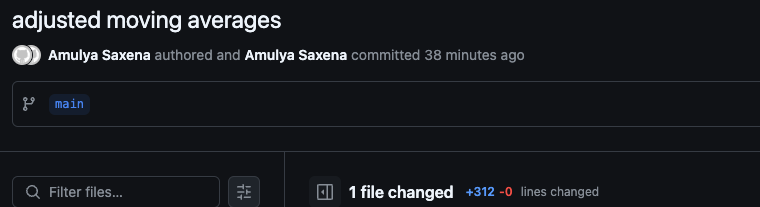 adjusted moving averages
Amulya Saxena authored and Amulya Saxena committed 38 minutes ago
main
Filter files...
1 file changed +312 -0 lines changed